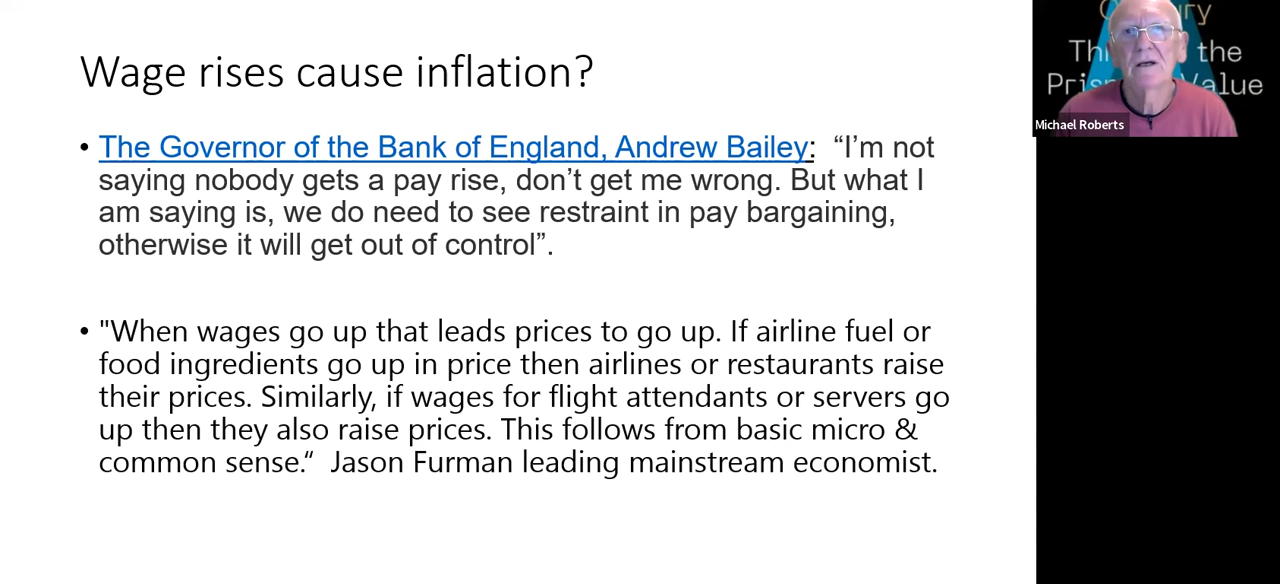 Wage rises cause inflation?
• The Governor of the Bank of England, Andrew Bailey: “I’m not
saying nobody gets a pay rise, don’t get me wrong. But what I
am saying is, we do need to see restraint in pay bargaining,
otherwise it will get out of control”.
• "When wages go up that leads prices to go up. If airline fuel or
food ingredients go up in price then airlines or restaurants raise
their prices. Similarly, if wages for flight attendants or servers go
up then they also raise prices. This follows from basic micro &
common sense.“ Jason Furman leading mainstream economist.
the
Michael Roberts